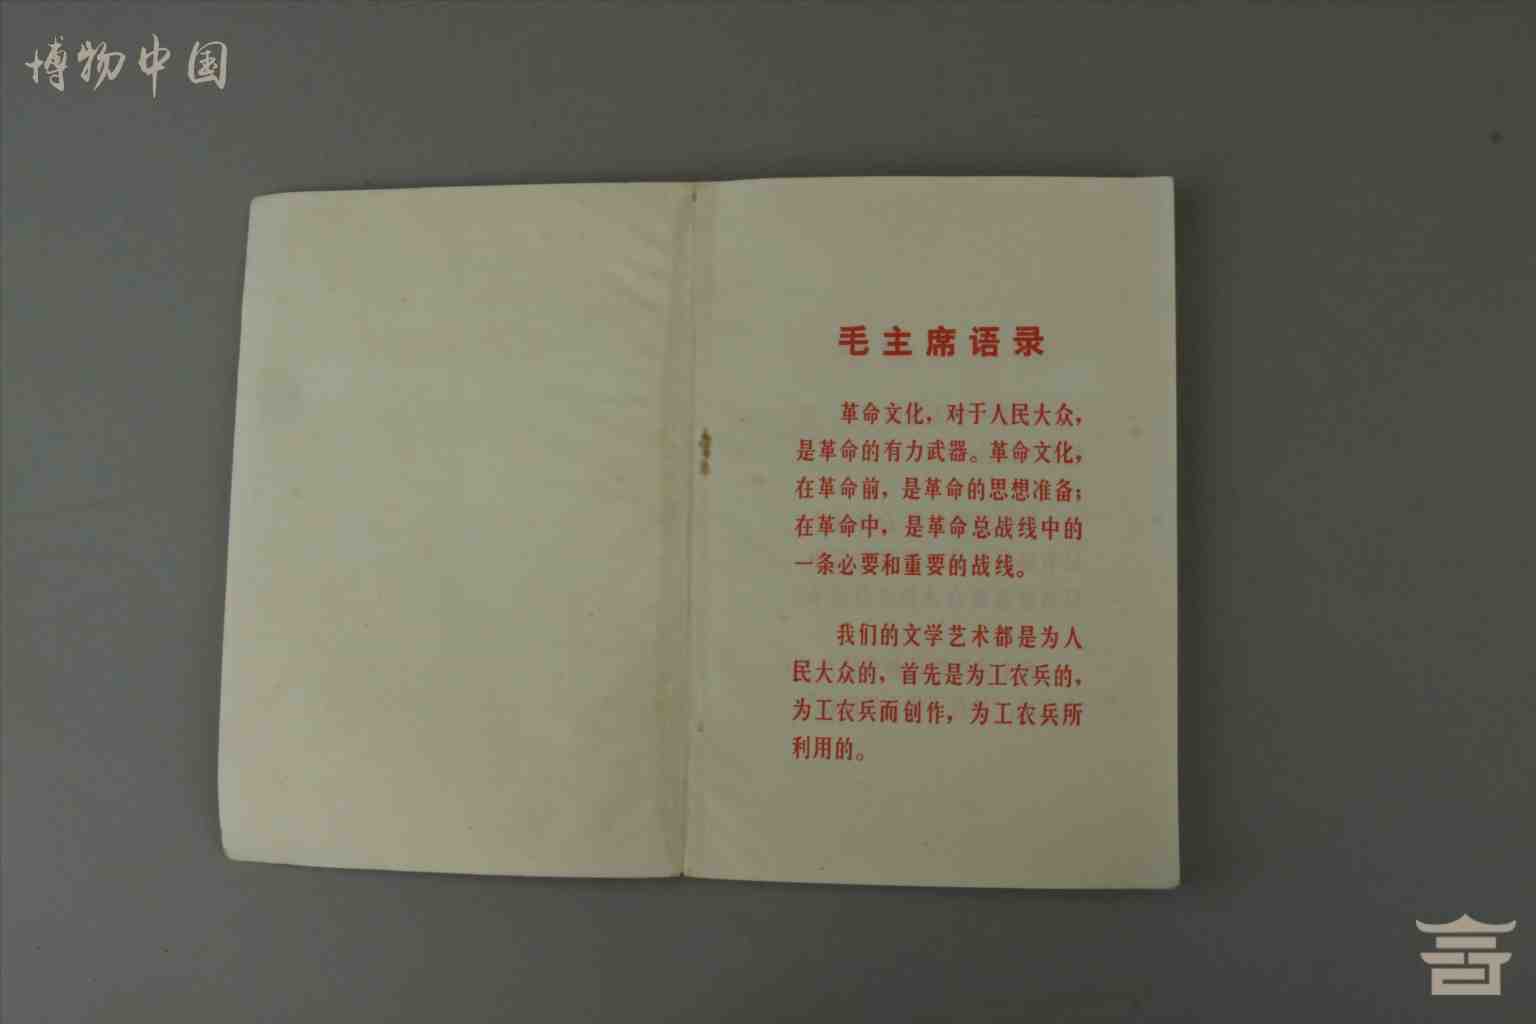 博物中国
毛主席语录
革命文化，对于人民大众，
是革命的有力武器。革命文化，
在革命前，是革命的思想准备；
在革命中，是革命总战线中的
一条必要和重要的战线。
我们的文学艺术都是为人
民大众的，首先是为工农兵的，
为工农兵而创作，为工农兵所
利用的。